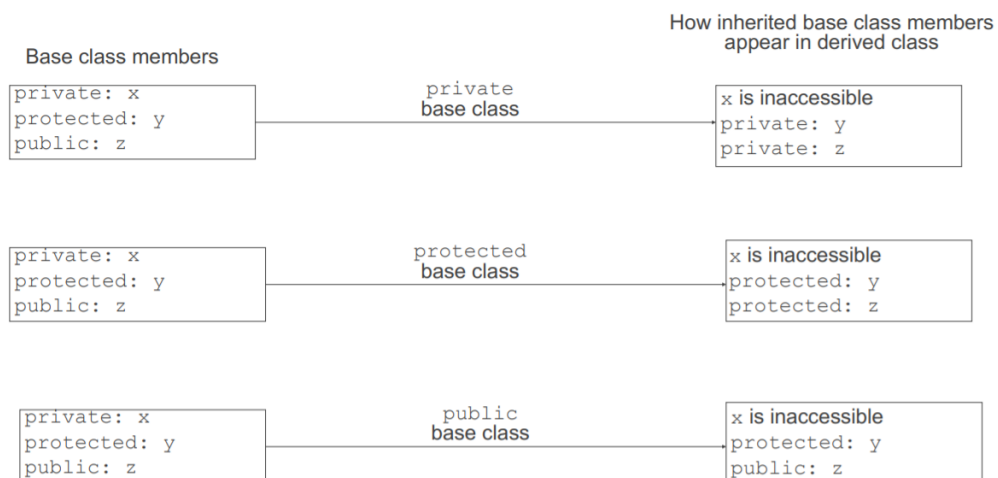 How inherited base class members
appear in derived class
Base class members
private: x
protected: y
public: z
private
base class
x is inaccessible
private: y
private: z
private: x
protected: y
public: z
protected
base class
x is inaccessible
protected: y
protected: z
private: x
protected: y
public: z
public
base class
x is inaccessible
protected: y
public: z